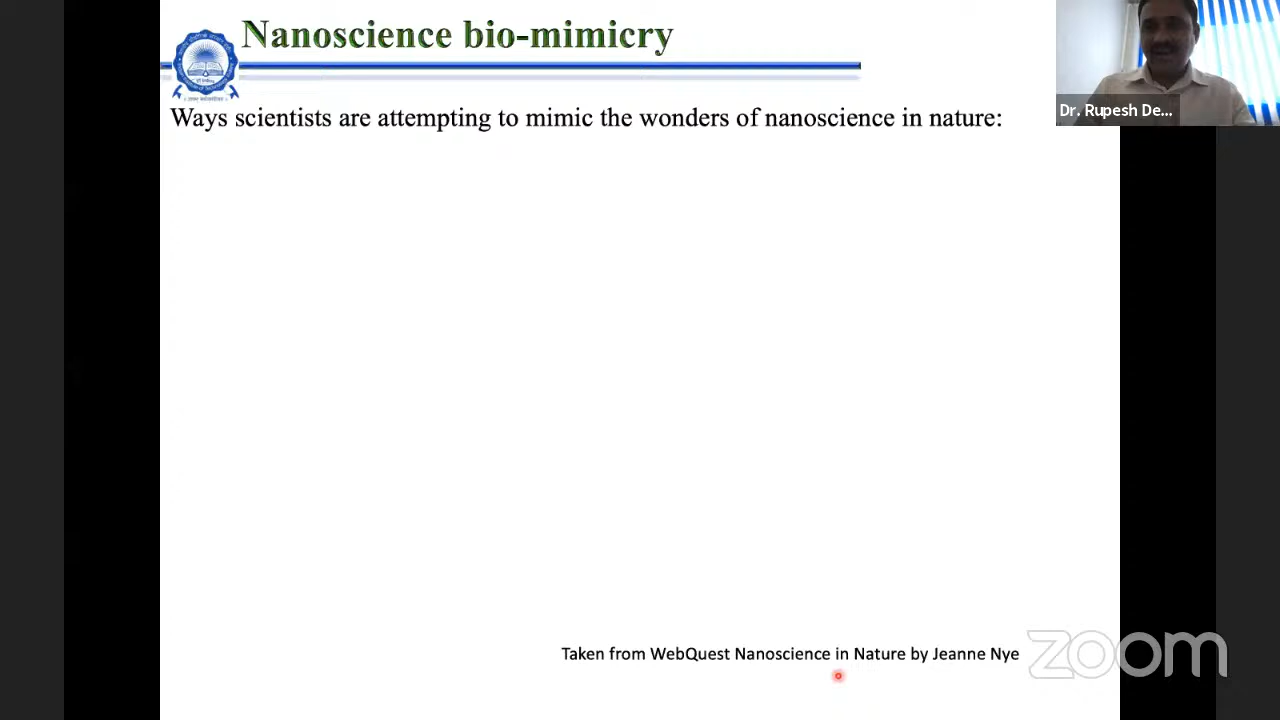 Nanoscience bio-mimicry
Dr. Rupesh De...
Ways scientists are attempting to mimic the wonders of nanoscience in nature:
Taken from WebQuest Nanoscience in Nature by Jeanne Nye
zoom